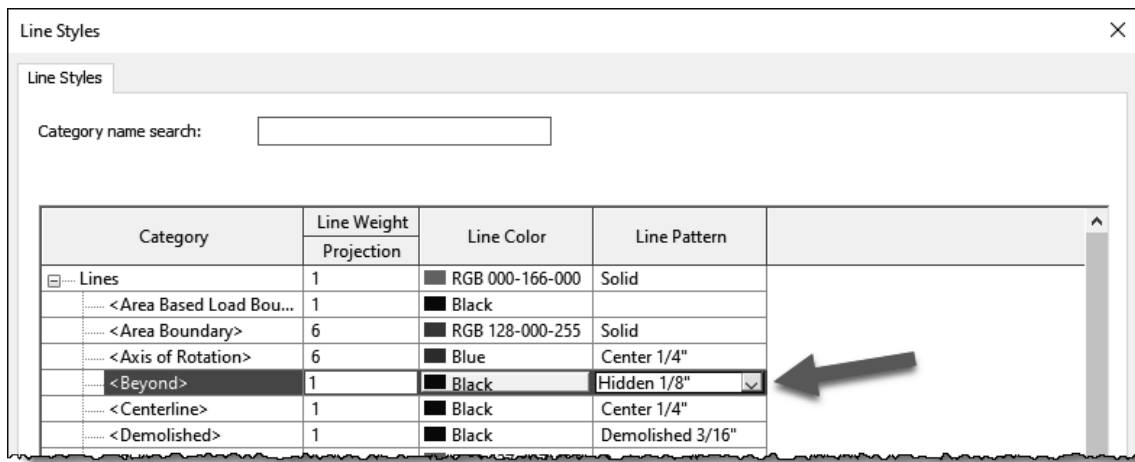 Line Styles
Line Styles
Category name search:
Category Line Weight Line Color Line Pattern
Projection
Lines 1 RGB 000-166-000 Solid
<Area Based Load Bou... 1 Black
<Area Boundary> 6 RGB 128-000-255 Solid
<Axis of Rotation> 6 Blue Center 1/4"
<Beyond> 1 Black Hidden 1/8"
<Centerline> 1 Black Center 1/4"
<Demolished> 1 Black Demolished 3/16"